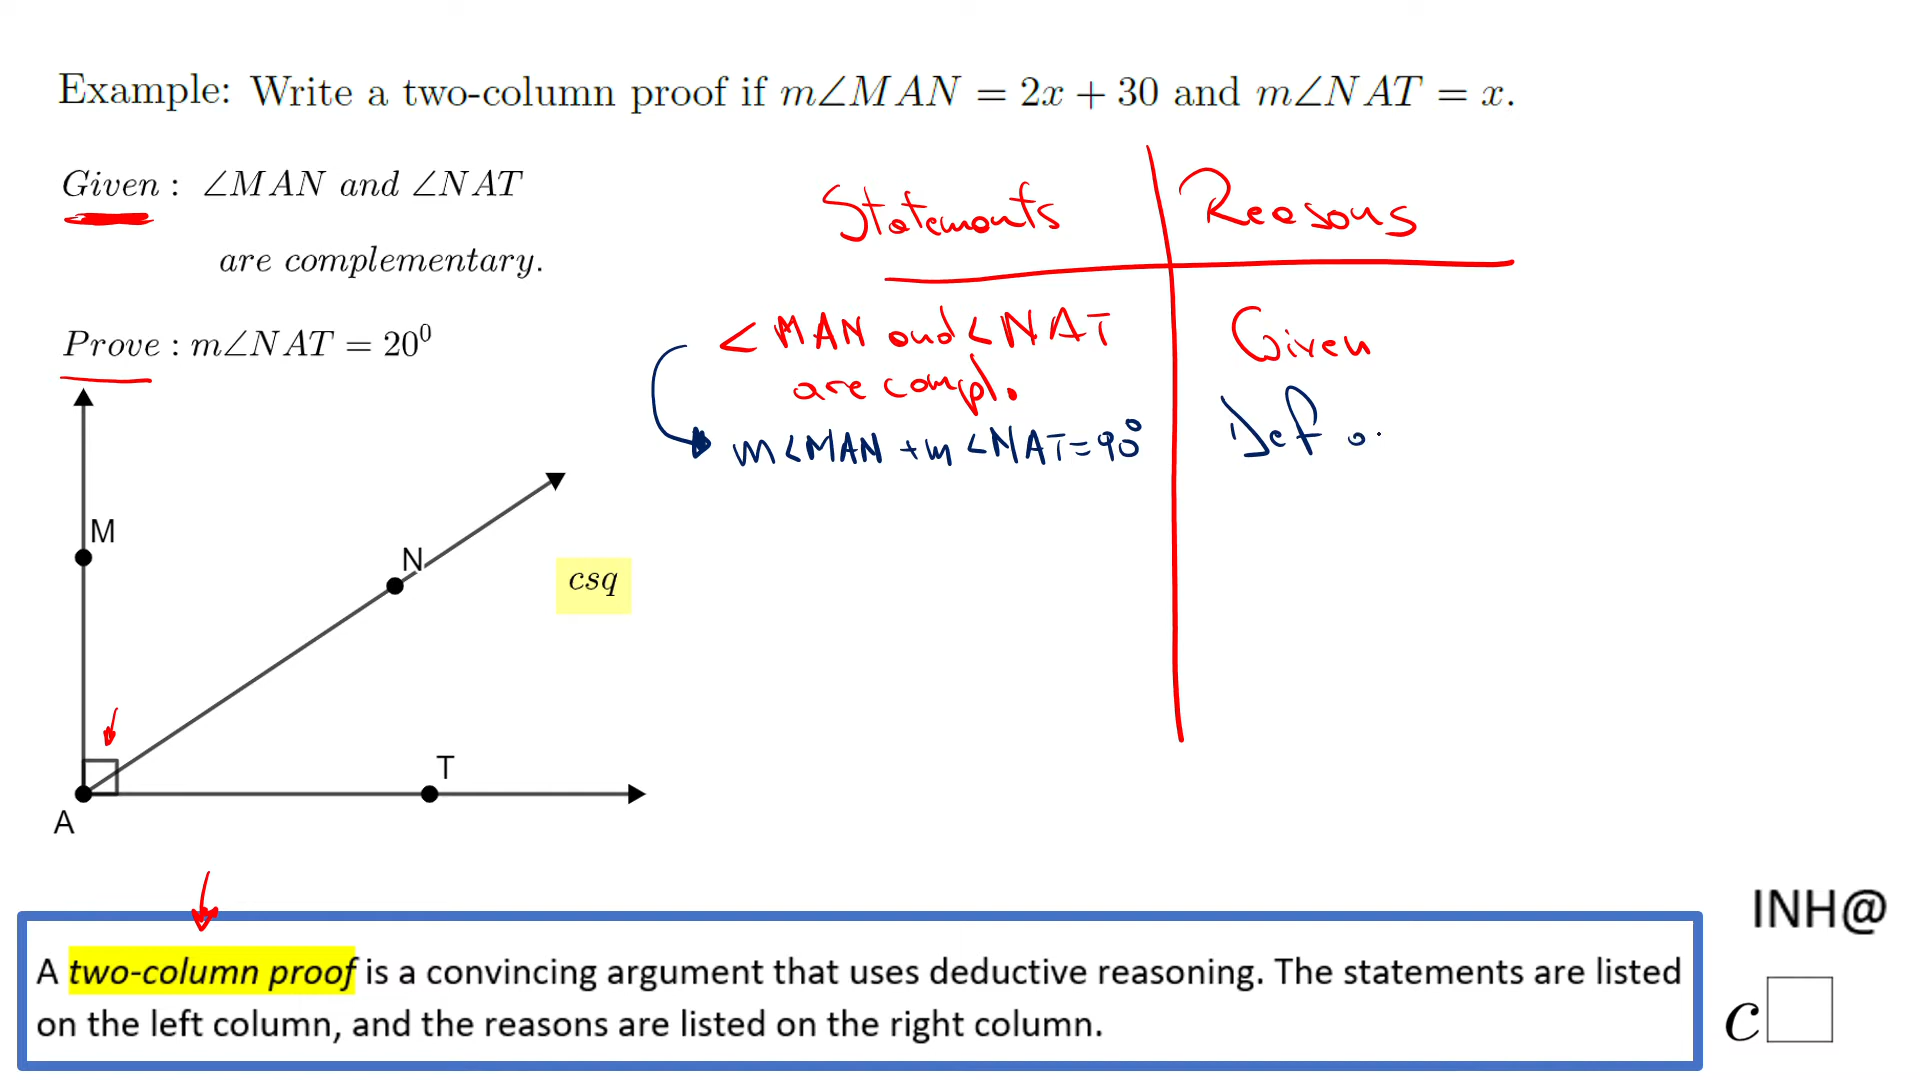 Example: Write a two-column proof if m∠MAN = 2x + 30 and m∠NAT = x.
Given : ∠MAN and ∠NAT
are complementary.
Prove : m∠NAT = 20⁰
Statements Reasons
∠MAN and ∠NAT Given
are compl.
m∠MAN + m∠NAT = 90° Def o.
M
N
csq
T
A
A two-column proof is a convincing argument that uses deductive reasoning. The statements are listed
on the left column, and the reasons are listed on the right column.
INH@
c